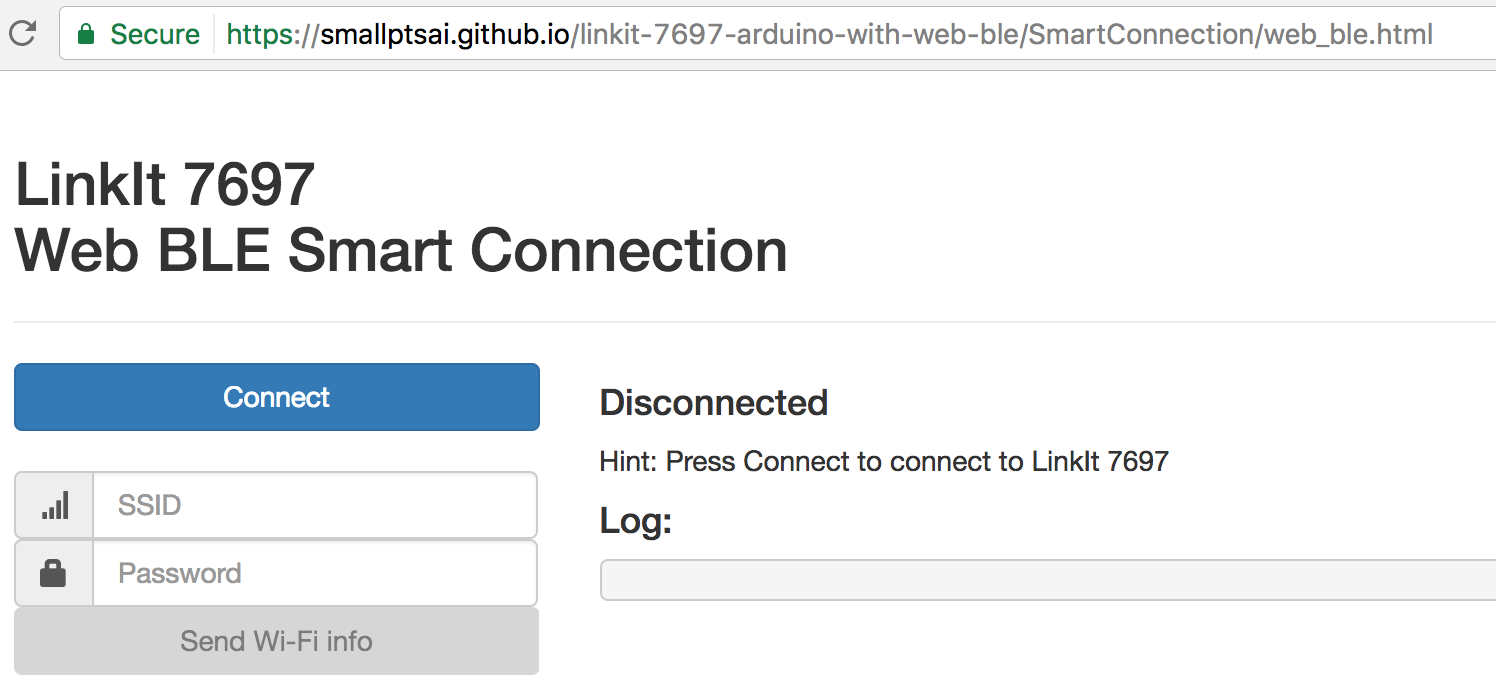 Secure https://smallptsai.github.io/linkit-7697-arduino-with-web-ble/SmartConnection/web_ble.html
LinkIt 7697
Web BLE Smart Connection
Connect
SSID
Password
Send Wi-Fi info
Disconnected
Hint: Press Connect to connect to LinkIt 7697
Log: